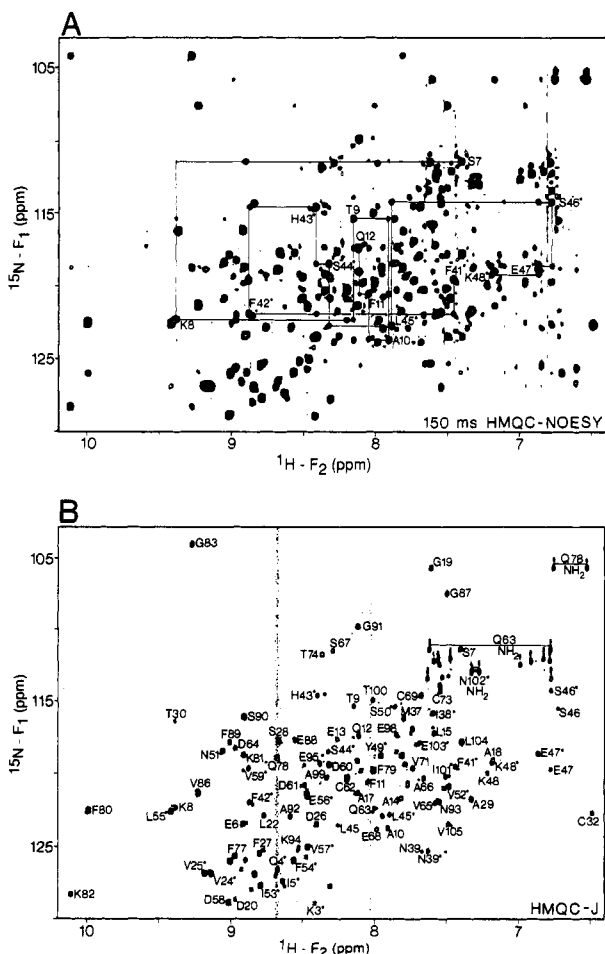 A
105
115
125
15N - F1 (ppm)
S7
H43*
T9
S46*
Q12
S44*
F41*
K48*
E47*
F42*
F11
K8
L45*
A10
150 ms HMQC-NOESY
10
9
8
7
1H - F2 (ppm)
B
105
115
125
15N - F1 (ppm)
G83
G19
Q78
NH2
G87
G91
Q63
S67
T74
S7
NH2
N102*
NH2
H43*
T100
C69
C73
S46*
T9
S46
T30
S90
S50*
M37
I38*
F89
S28
E88
E13
Q12
E98
L15
D64
N51*
S44*
Y49*
E103*
L104
A18
E47*
K81
Q78
E95
D60
V71
F41*
K48*
V59*
A99
F79
I101
K48
E47
V86
D61
C62
F11
A66
F80
L55*
K8
F42*
E56*
A17
A14
V65*
V52*
A29
A92
D26
Q63
N93
C32
E6
L22
L45
L45*
E68
A10
V105
F77
F27
K94
V57*
N39
N39*
V25*
V24*
Q4*
F54*
I5*
K82
I53*
D58
D20
K3*
HMQC-J
10
9
8
7
1H - F2 (ppm)